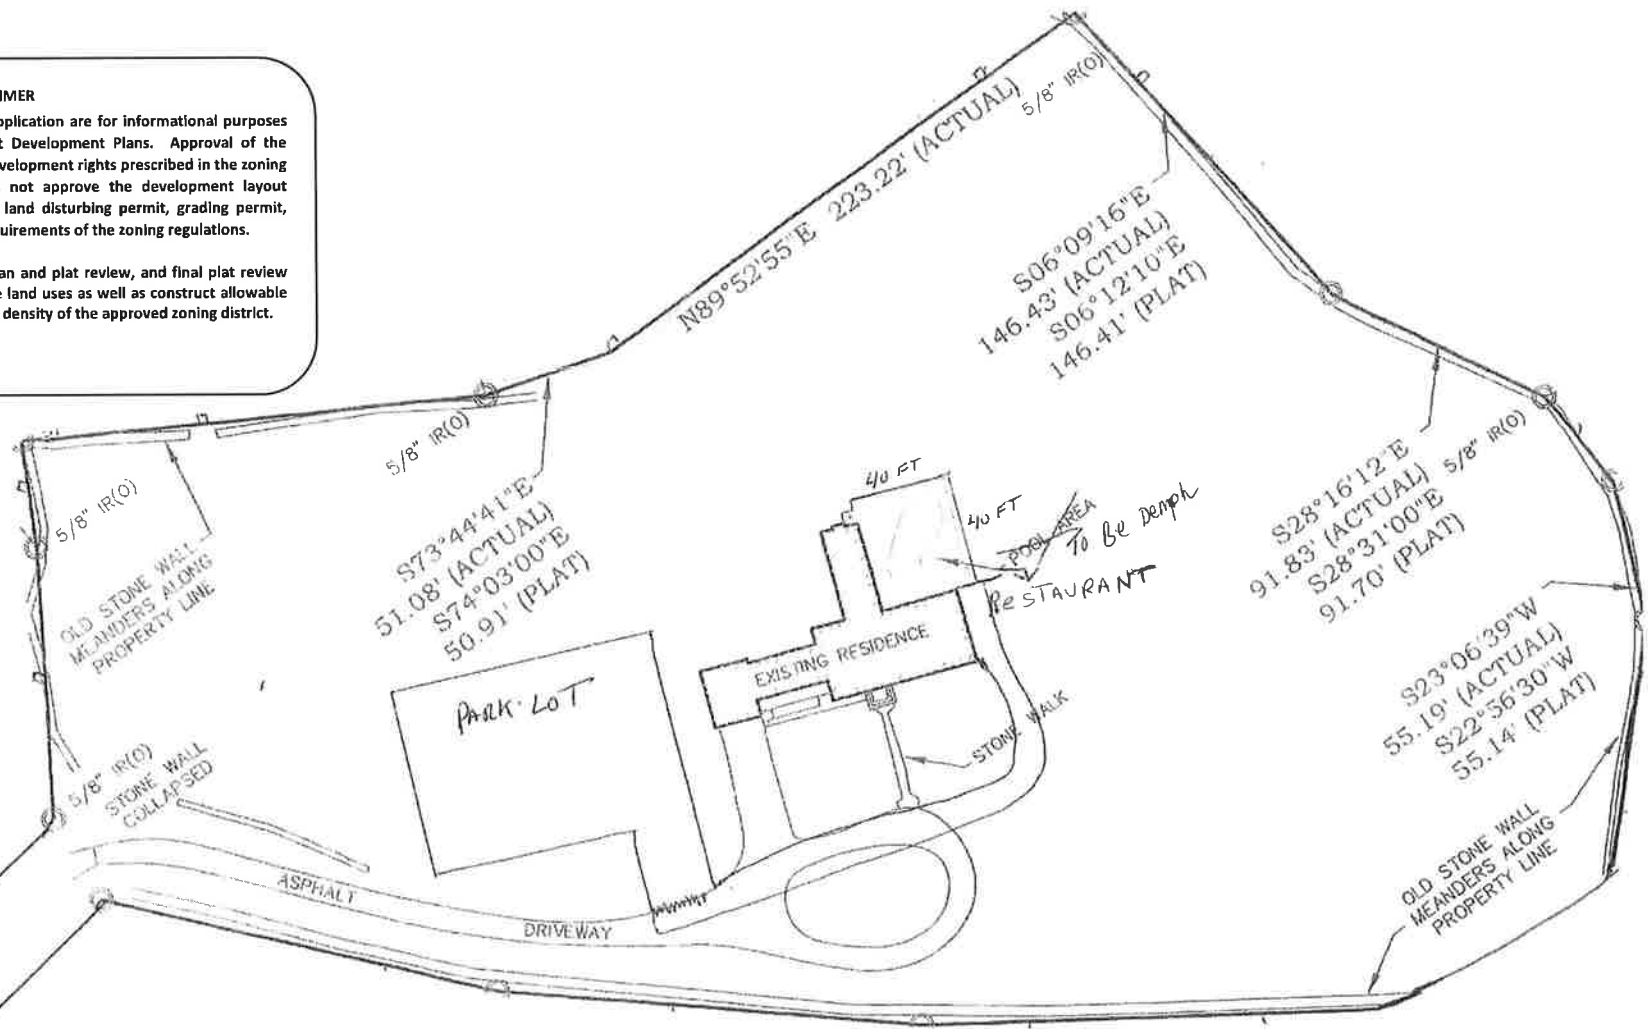 IMER
pplication are for informational purposes
t Development Plans. Approval of the
velopment rights prescribed in the zoning
not approve the development layout
land disturbing permit, grading permit,
uirements of the zoning regulations.
an and plat review, and final plat review
e land uses as well as construct allowable
density of the approved zoning district.
N89°52'55"E 223.22' (ACTUAL)
5/8" IR(O)
S06°09'16"E
146.43' (ACTUAL)
S06°12'10"E
146.41' (PLAT)
5/8" IR(O)
5/8" IR(O)
OLD STONE WALL
MEANDERS ALONG
PROPERTY LINE
S73°44'41"E
51.08' (ACTUAL)
S74°03'00"E
50.91' (PLAT)
40 FT
40 FT
POOL AREA
To Be Demph
ReSTAURANT
S28°16'12"E
91.83' (ACTUAL)
S28°31'00"E
91.70' (PLAT)
5/8" IR(O)
EXISTING RESIDENCE
PARK. LOT
STONE WALK
S23°06'39"W
55.19' (ACTUAL)
S22°56'30"W
55.14' (PLAT)
5/8" IR(O)
STONE WALL
COLLAPSED
ASPHALT
DRIVEWAY
OLD STONE WALL
MEANDERS ALONG
PROPERTY LINE